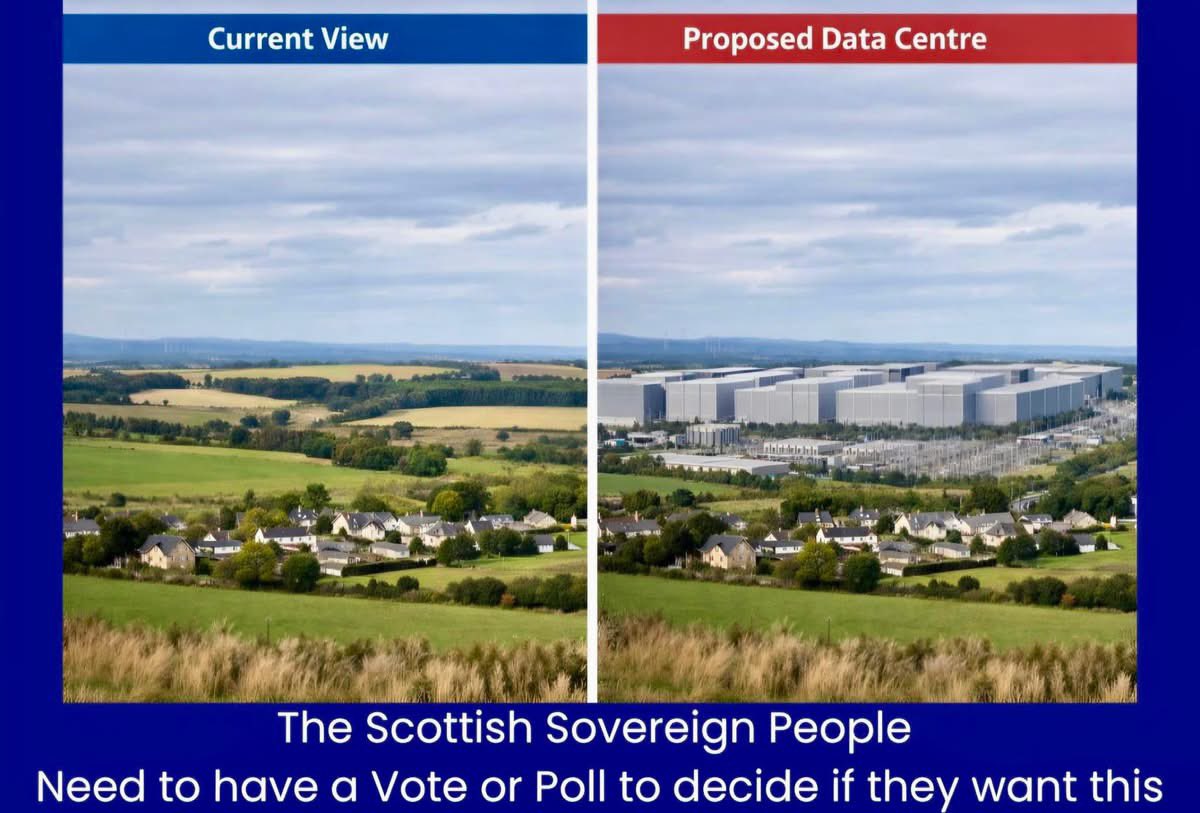 Current View
Proposed Data Centre
The Scottish Sovereign People
Need to have a Vote or Poll to decide if they want this